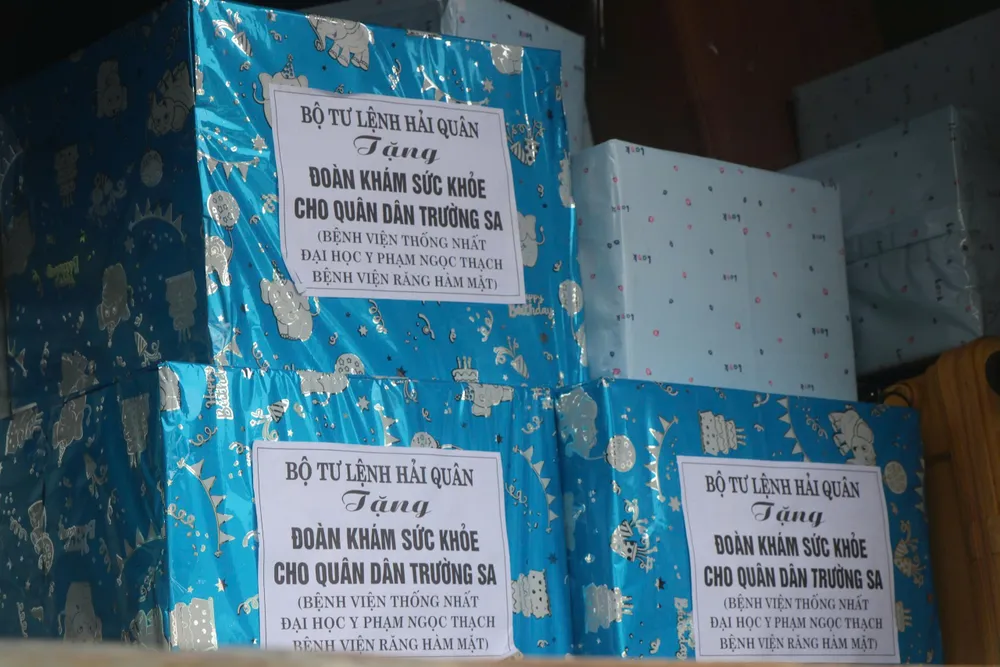 BỘ TƯ LỆNH HẢI QUÂN
Tặng
ĐOÀN KHÁM SỨC KHỎE
CHO QUÂN DÂN TRƯỜNG SA
(BỆNH VIỆN THỐNG NHẤT
ĐẠI HỌC Y PHẠM NGỌC THẠCH
BỆNH VIỆN RĂNG HÀM MẶT)
BỘ TƯ LỆNH HẢI QUÂN
Tặng
ĐOÀN KHÁM SỨC KHỎE
CHO QUÂN DÂN TRƯỜNG SA
(BỆNH VIỆN THỐNG NHẤT
ĐẠI HỌC Y PHẠM NGỌC THẠCH
BỆNH VIỆN RĂNG HÀM MẶT)
BỘ TƯ LỆNH HẢI QUÂN
Tặng
ĐOÀN KHÁM SỨC KHỎE
CHO QUÂN DÂN TRƯỜNG SA
(BỆNH VIỆN THỐNG NHẤT
ĐẠI HỌC Y PHẠM NGỌC THẠCH
BỆNH VIỆN RĂNG HÀM MẶT)